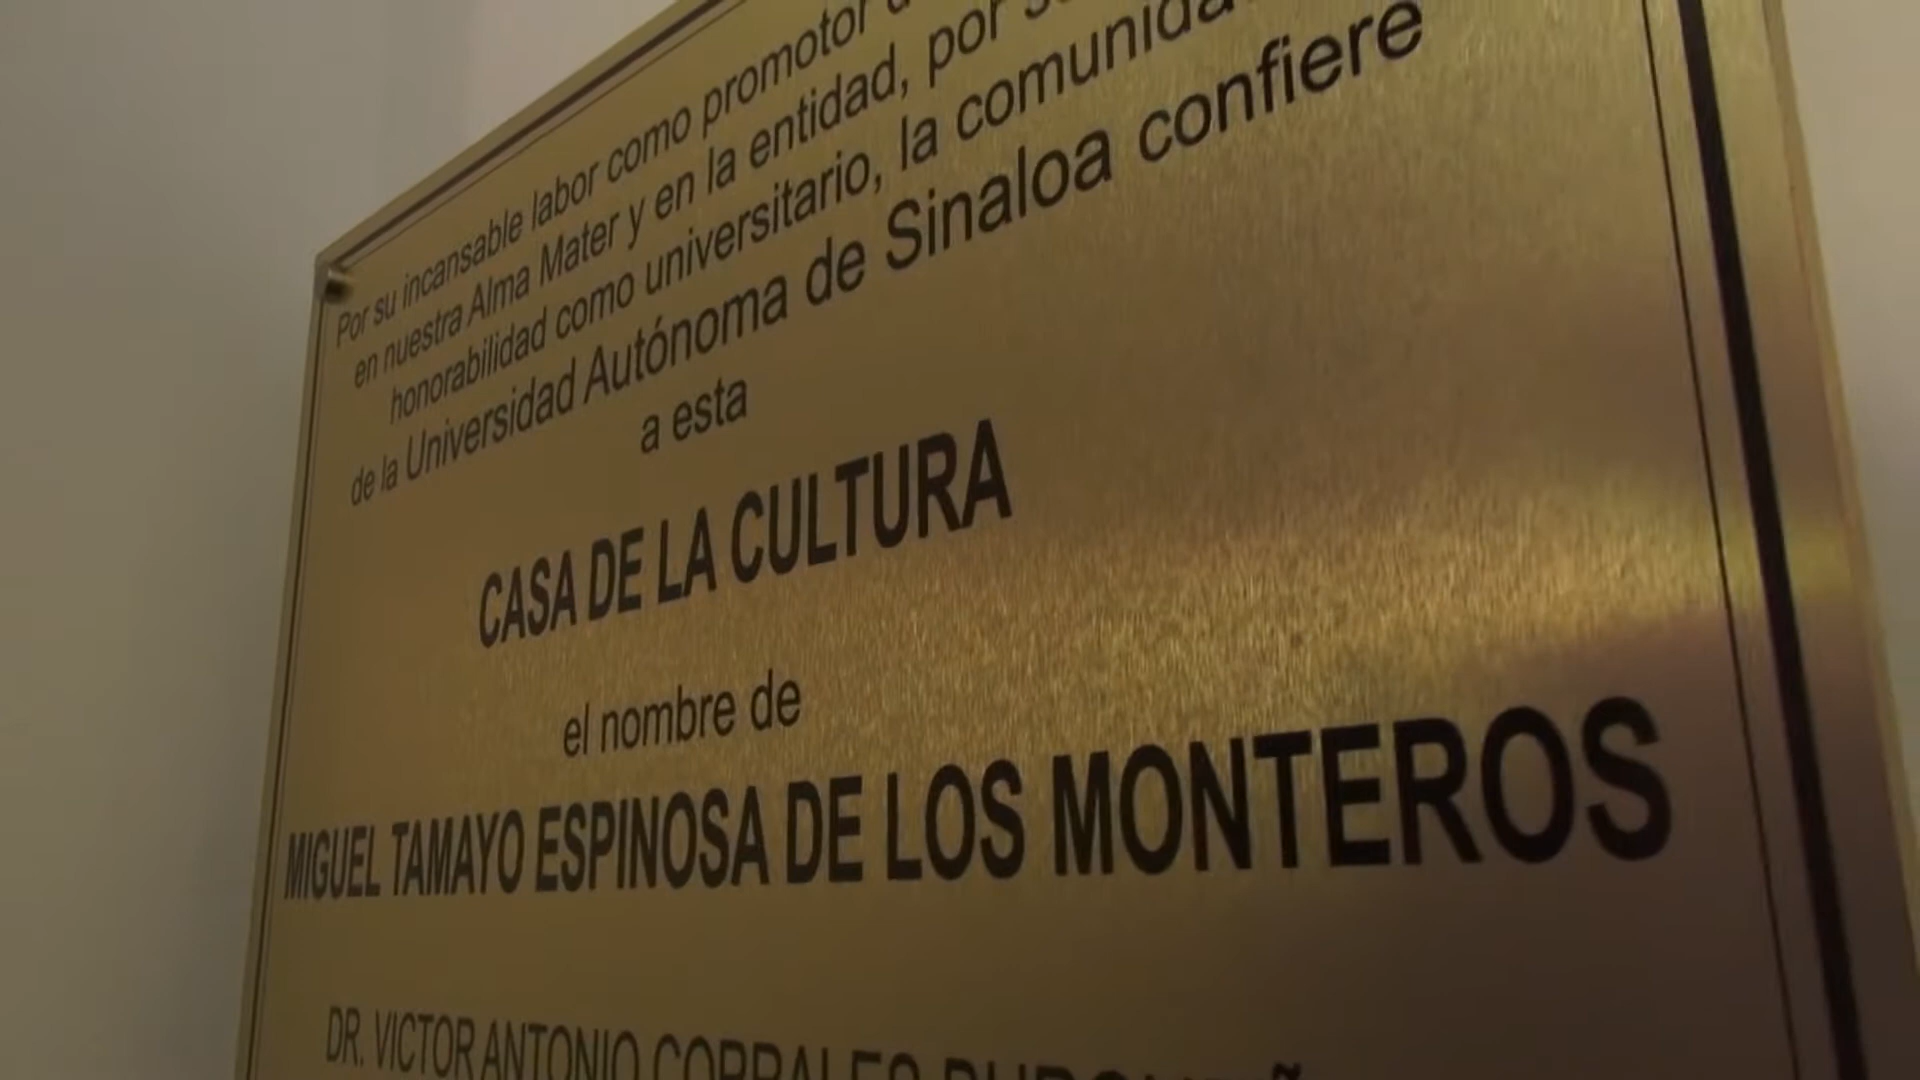 Por su incansable labor como promotor
en nuestra Alma Mater y en la entidad, por
honorabilidad como universitario, la
de la Universidad Autónoma de Sinaloa confiere
a esta
CASA DE LA CULTURA
el nombre de
MIGUEL TAMAYO ESPINOSA DE LOS MONTEROS
DR. VICTOR ANTONIO CORRALES